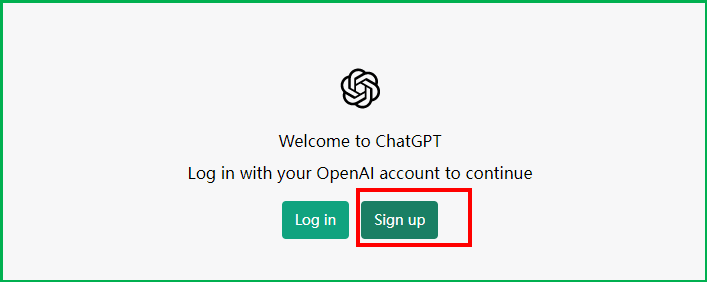 Welcome to ChatGPT
Log in with your OpenAI account to continue
Log in Sign up